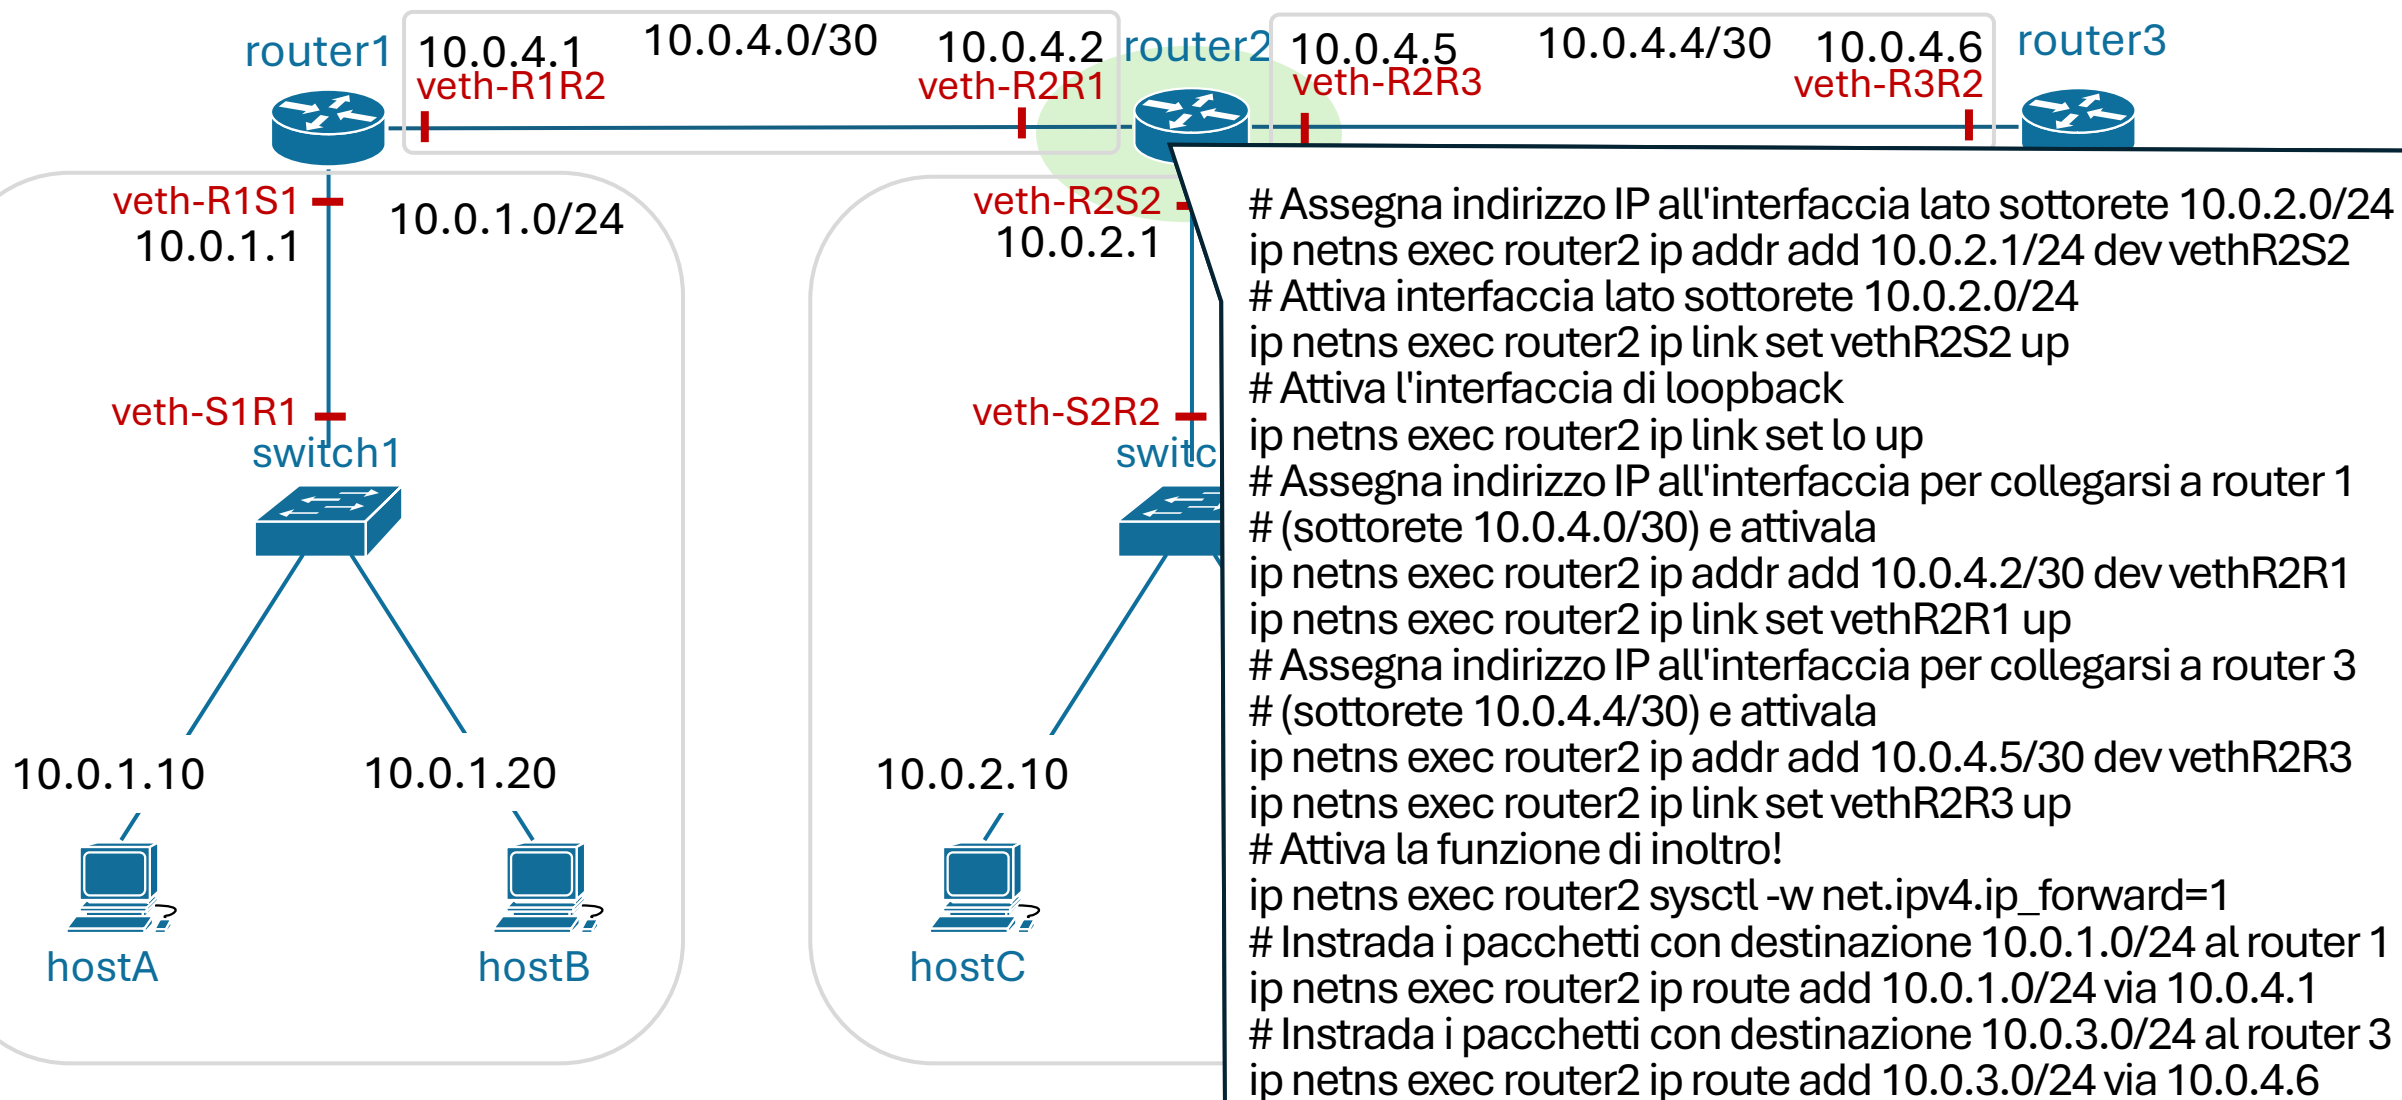 router1
10.0.4.1
10.0.4.0/30
10.0.4.2
router2
10.0.4.5
10.0.4.4/30
10.0.4.6
router3
veth-R1R2
veth-R2R1
veth-R2R3
veth-R3R2
veth-R1S1
10.0.1.1
10.0.1.0/24
veth-S1R1
switch1
10.0.1.10
10.0.1.20
hostA
hostB
veth-R2S2
10.0.2.1
veth-S2R2
switc
10.0.2.10
hostC
# Assegna indirizzo IP all'interfaccia lato sottorete 10.0.2.0/24
ip netns exec router2 ip addr add 10.0.2.1/24 dev vethR2S2
# Attiva interfaccia lato sottorete 10.0.2.0/24
ip netns exec router2 ip link set vethR2S2 up
# Attiva l'interfaccia di loopback
ip netns exec router2 ip link set lo up
# Assegna indirizzo IP all'interfaccia per collegarsi a router 1
# (sottorete 10.0.4.0/30) e attivala
ip netns exec router2 ip addr add 10.0.4.2/30 dev vethR2R1
ip netns exec router2 ip link set vethR2R1 up
# Assegna indirizzo IP all'interfaccia per collegarsi a router 3
# (sottorete 10.0.4.4/30) e attivala
ip netns exec router2 ip addr add 10.0.4.5/30 dev vethR2R3
ip netns exec router2 ip link set vethR2R3 up
# Attiva la funzione di inoltro!
ip netns exec router2 sysctl -w net.ipv4.ip_forward=1
# Instrada i pacchetti con destinazione 10.0.1.0/24 al router 1
ip netns exec router2 ip route add 10.0.1.0/24 via 10.0.4.1
# Instrada i pacchetti con destinazione 10.0.3.0/24 al router 3
ip netns exec router2 ip route add 10.0.3.0/24 via 10.0.4.6